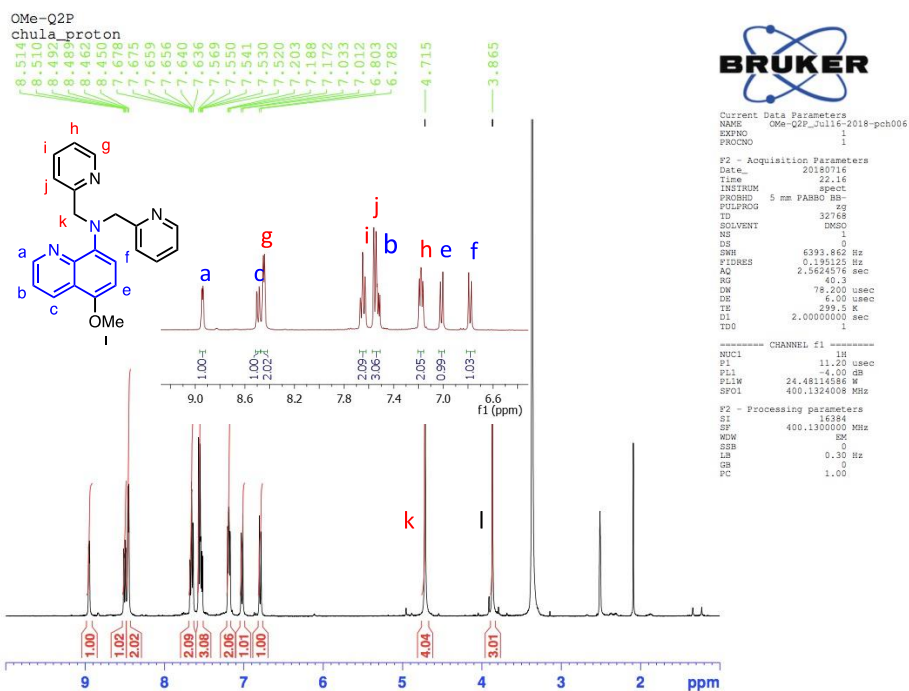 OMe-Q2P
chula_proton
8.514
8.510
8.492
8.489
8.462
8.450
7.678
7.675
7.659
7.656
7.640
7.636
7.569
7.550
7.541
7.530
7.520
7.203
7.188
7.172
7.033
7.012
6.803
6.782
4.715
3.865
BRUKER
Current Data Parameters
NAME OMe-Q2P_Jul16-2018-pch006
EXPNO 1
PROCNO 1
F2 - Acquisition Parameters
Date_ 20180716
Time 22.16
INSTRUM spect
PROBHD 5 mm PABBO BB-
PULPROG zg
TD 32768
SOLVENT DMSO
NS 1
DS 0
SWH 6393.862 Hz
FIDRES 0.195125 Hz
AQ 2.5624576 sec
RG 40.3
DW 78.200 usec
DE 6.00 usec
TE 299.5 K
D1 2.00000000 sec
TD0 1
======== CHANNEL f1 ========
NUC1 1H
P1 11.20 usec
PL1 -4.00 dB
PL1W 24.48114586 W
SFO1 400.1324008 MHz
F2 - Processing parameters
SI 16384
SF 400.1300000 MHz
WDW EM
SSB 0
LB 0.30 Hz
GB 0
PC 1.00
h
i g
j N
k N N
a N f
b e
c
OMe
l
a c g i j b h e f
1.00 1.00 2.02 2.09 3.06 2.05 0.99 1.03
9.0 8.6 8.2 7.8 7.4 7.0 6.6
f1 (ppm)
k l
1.00 1.02 2.02 2.09 3.08 2.06 1.01 1.00 4.04 3.01
9 8 7 6 5 4 3 2 ppm